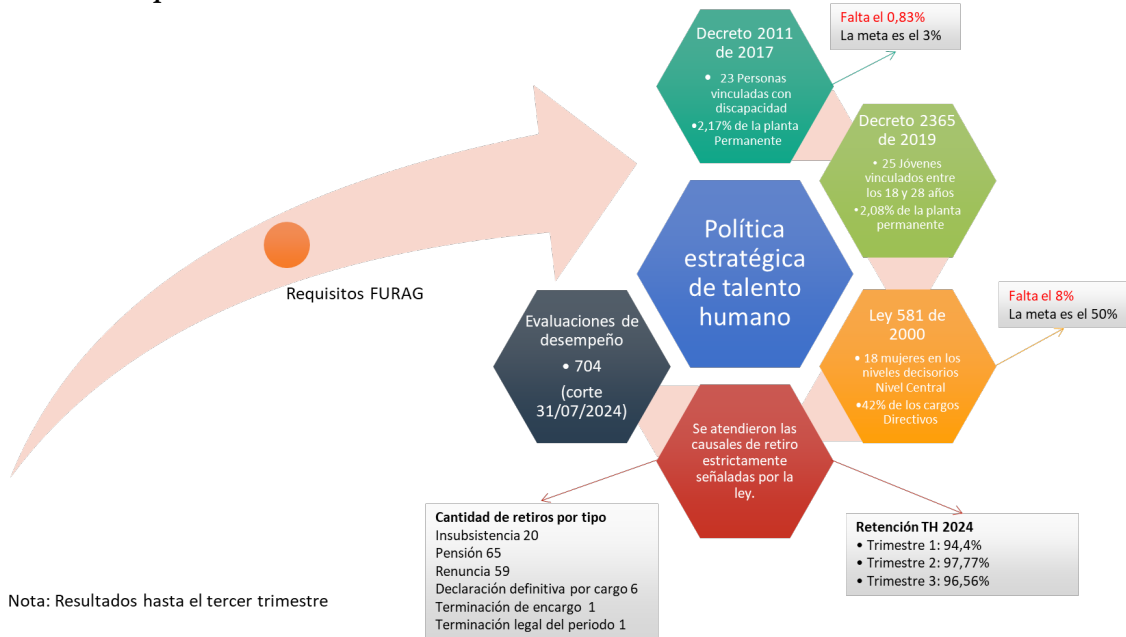 Falta el 0,83%
La meta es el 3%
Decreto 2011
de 2017
• 23 Personas
vinculadas con
discapacidad
•2,17% de la planta
Permanente
Decreto 2365
de 2019
• 25 Jóvenes
vinculados entre
los 18 y 28 años
•2,08% de la planta
permanente
Política
estratégica
de talento
humano
Requisitos FURAG
Falta el 8%
La meta es el 50%
Ley 581 de
2000
• 18 mujeres en los
niveles decisorios
Nivel Central
•42% de los cargos
Directivos
Evaluaciones de
desempeño
• 704
(corte
31/07/2024)
Se atendieron las
causales de retiro
estrictamente
señaladas por la
ley.
Cantidad de retiros por tipo
Insubsistencia 20
Pensión 65
Renuncia 59
Declaración definitiva por cargo 6
Terminación de encargo 1
Terminación legal del periodo 1
Retención TH 2024
• Trimestre 1: 94,4%
• Trimestre 2: 97,77%
• Trimestre 3: 96,56%
Nota: Resultados hasta el tercer trimestre